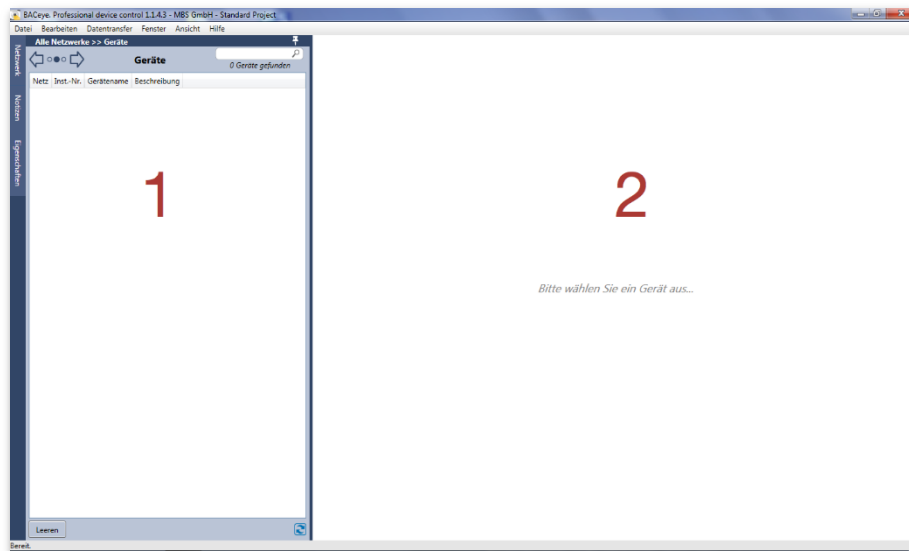 BACeye. Professional device control 1.1.4.3 - MBS GmbH - Standard Project
Datei Bearbeiten Datentransfer Fenster Ansicht Hilfe
Alle Netzwerke >> Geräte
Geräte
0 Geräte gefunden
Netz Inst.-Nr. Gerätename Beschreibung
Netzwerk
Notizen
Eigenschaften
1
2
Bitte wählen Sie ein Gerät aus...
Leeren
Bereit.